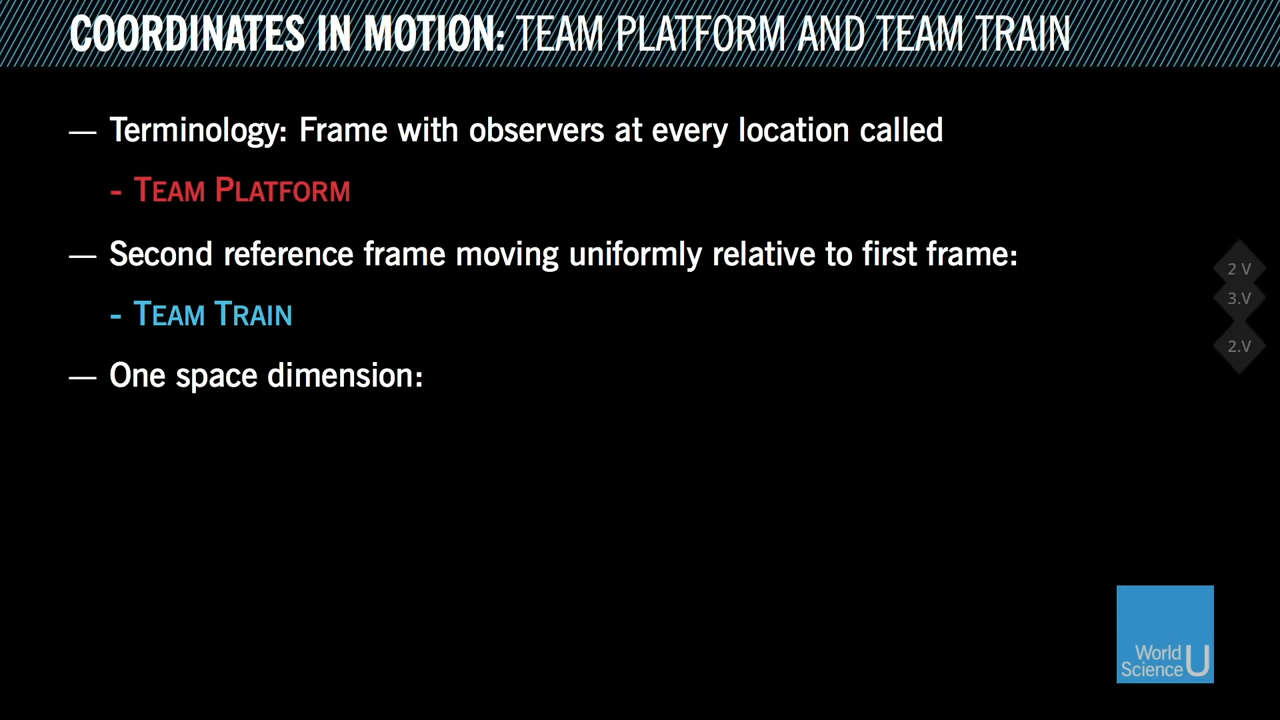 COORDINATES IN MOTION: TEAM PLATFORM AND TEAM TRAIN
— Terminology: Frame with observers at every location called
- TEAM PLATFORM
— Second reference frame moving uniformly relative to first frame:
- TEAM TRAIN
— One space dimension:
2 V
3.V
2.V
World
Science U